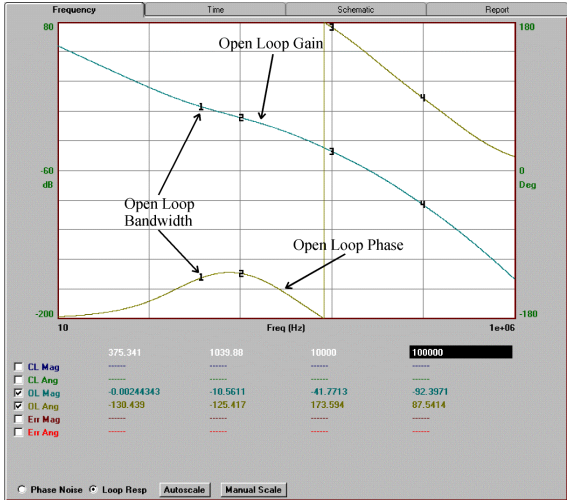 Frequency Time Schematic Report
80 180
Open Loop Gain
3
4
1
2
3
-60 0
dB Deg
4
Open Loop
Bandwidth
Open Loop Phase
1 2
-200 -180
10 Freq (Hz) 1e+06
375.341 1039.88 10000 100000
CL Mag ------ ------ ------ ------
CL Ang ------ ------ ------ ------
OL Mag -0.00244343 -10.5611 -41.7713 -92.3971
OL Ang -130.439 -125.417 173.594 87.5414
Err Mag ------ ------ ------ ------
Err Ang ------ ------ ------ ------
Phase Noise Loop Resp Autoscale Manual Scale